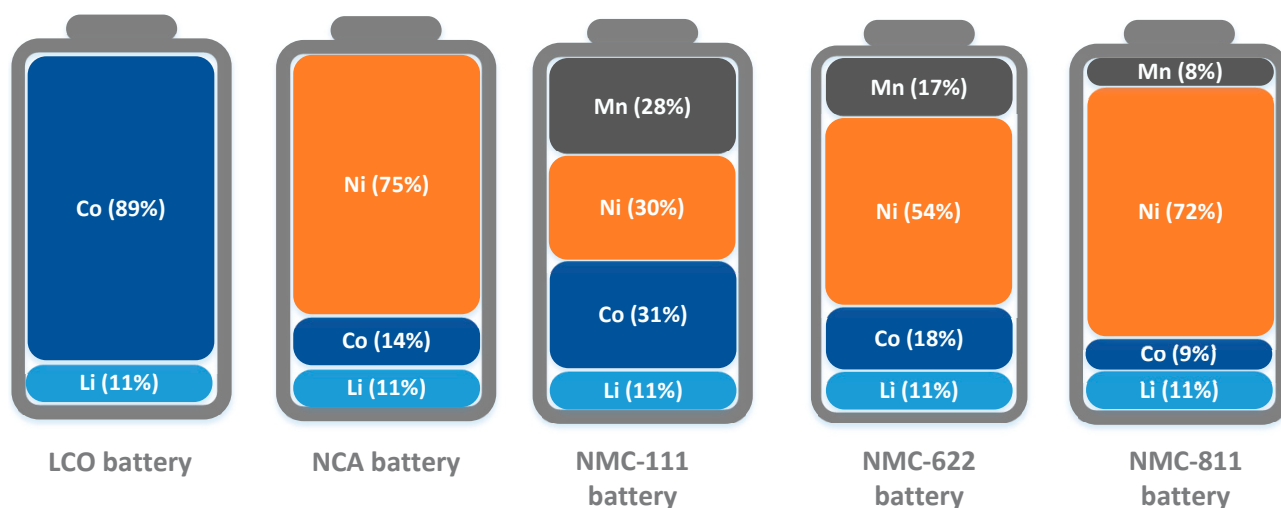 Co (89%)
Li (11%)
LCO battery
Ni (75%)
Co (14%)
Li (11%)
NCA battery
Mn (28%)
Ni (30%)
Co (31%)
Li (11%)
NMC-111
battery
Mn (17%)
Ni (54%)
Co (18%)
Li (11%)
NMC-622
battery
Mn (8%)
Ni (72%)
Co (9%)
Li (11%)
NMC-811
battery